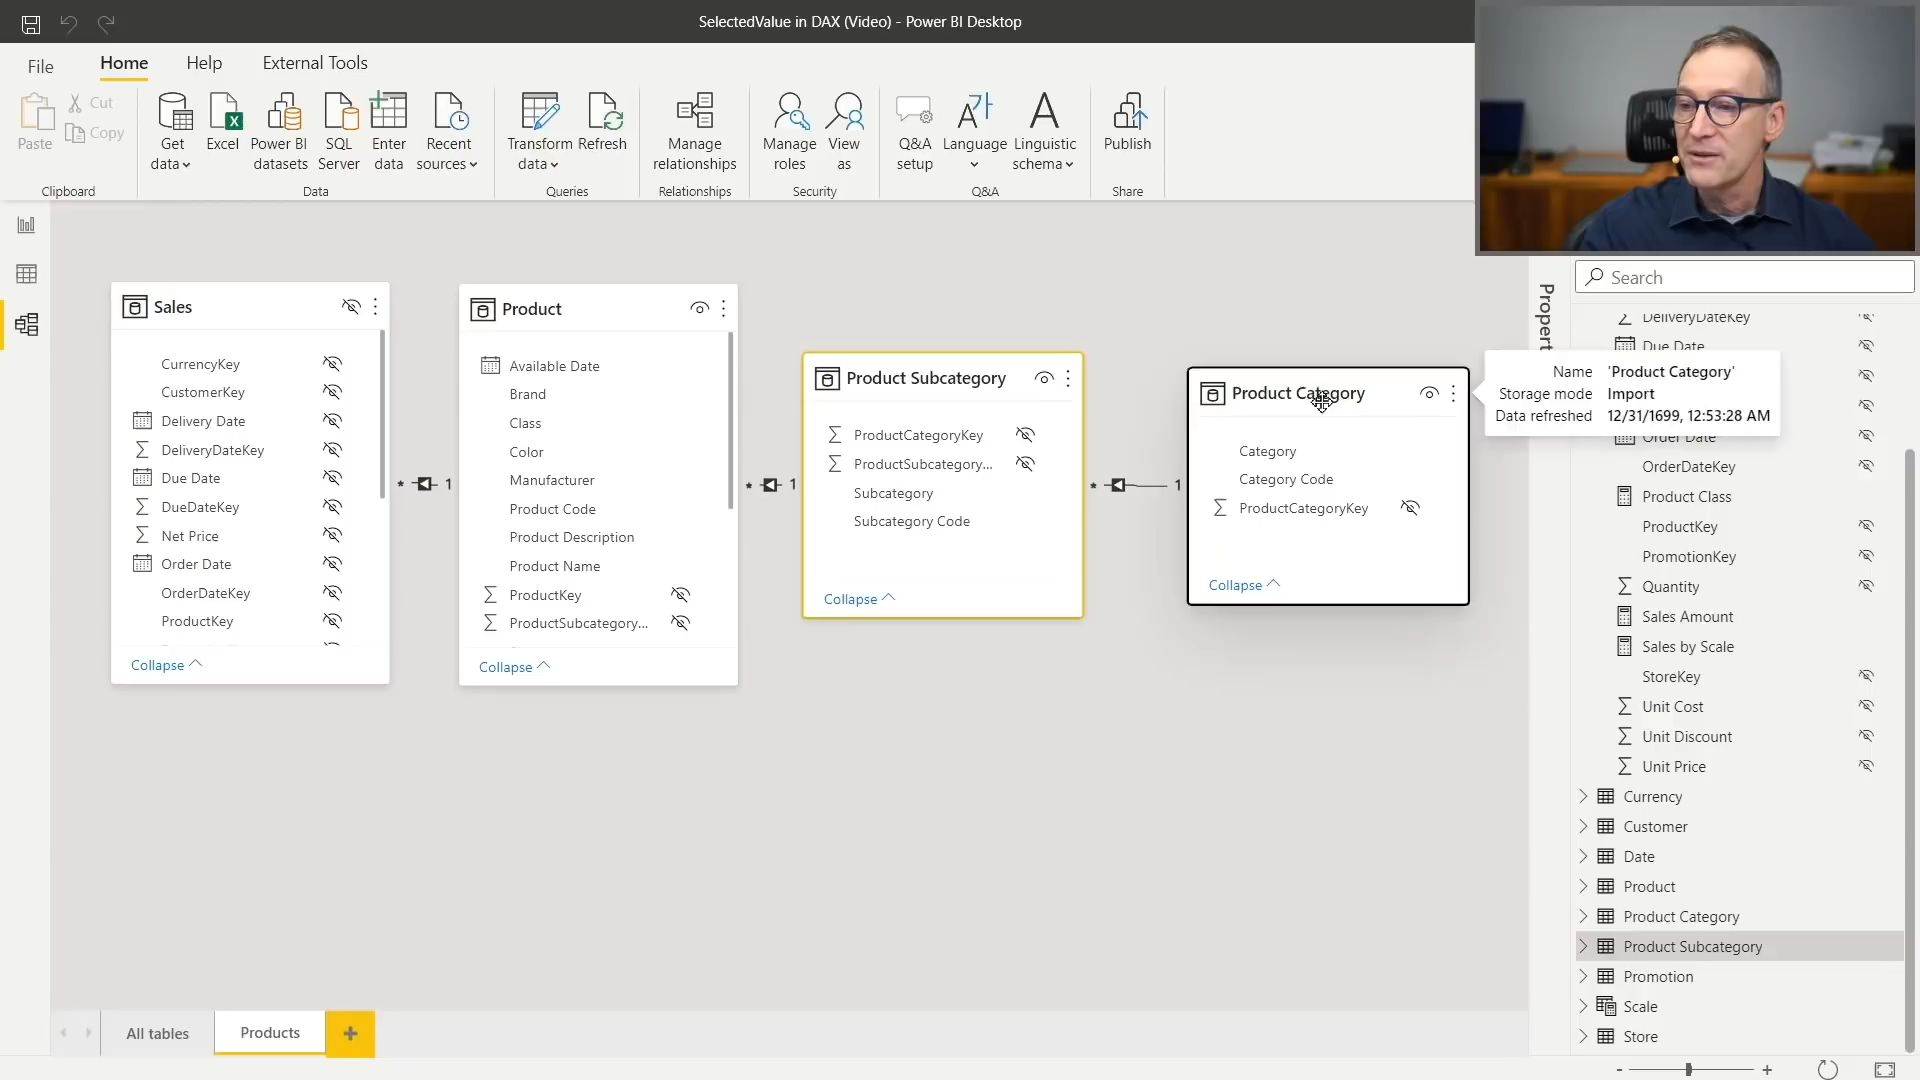 SelectedValue in DAX (Video) - Power BI Desktop
File
Home
Help
External Tools
Paste
Cut
Copy
Clipboard
Get data
Excel
Power BI datasets
SQL Server
Enter data
Recent sources
Data
Transform data
Refresh
Queries
Manage relationships
Relationships
Manage roles
View as
Security
Q&A setup
Language
Linguistic schema
Q&A
Publish
Share
Sales
CurrencyKey
CustomerKey
Delivery Date
DeliveryDateKey
Due Date
DueDateKey
Net Price
Order Date
OrderDateKey
ProductKey
Collapse
* 1
Product
Available Date
Brand
Class
Color
Manufacturer
Product Code
Product Description
Product Name
ProductKey
ProductSubcategory...
Collapse
* 1
Product Subcategory
ProductCategoryKey
ProductSubcategory...
Subcategory
Subcategory Code
Collapse
* 1
Product Category
Category
Category Code
ProductCategoryKey
Collapse
Name 'Product Category'
Storage mode Import
Data refreshed 12/31/1699, 12:53:28 AM
Search
DeliveryDateKey
Due Date
Order Date
OrderDateKey
Product Class
ProductKey
PromotionKey
Quantity
Sales Amount
Sales by Scale
StoreKey
Unit Cost
Unit Discount
Unit Price
Currency
Customer
Date
Product
Product Category
Product Subcategory
Promotion
Scale
Store
All tables
Products
+
- +